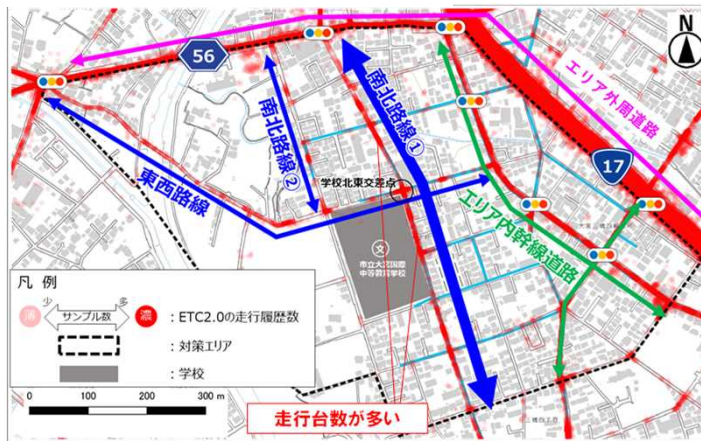 N
56
エリア外周道路
南北路線②
南北路線①
17
学校北東交差点
東西路線
エリア内幹線道路
文
市立大宮国際
中等教育学校
凡 例
少 多
薄 サンプル数 濃 : ETC2.0の走行履歴数
: 対策エリア
: 学校
0 100 200 300 m
走行台数が多い